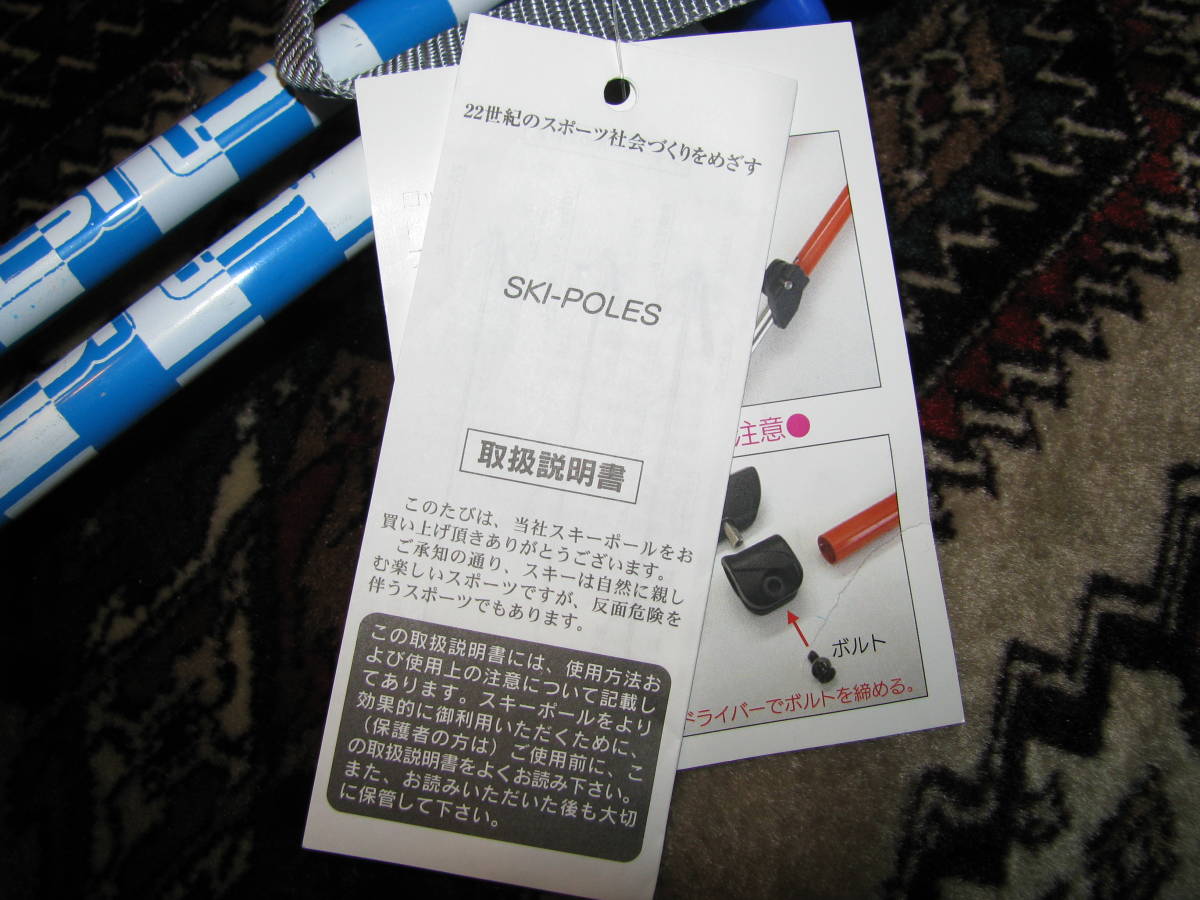 22世紀のスポーツ社会づくりをめざす
SKI-POLES
取扱説明書
このたびは、当社スキーポールをお
買い上げ頂きありがとうございます。
ご承知の通り、スキーは自然に親し
む楽しいスポーツですが、反面危険を
伴うスポーツでもあります。
この取扱説明書には、使用方法お
よび使用上の注意について記載し
てあります。スキーポールをより
効果的に御利用いただくために、
（保護者の方は）ご使用前に、こ
の取扱説明書をよくお読み下さい。
また、お読みいただいた後も大切
に保管して下さい。
注意●
ボルト
ドライバーでボルトを締める。